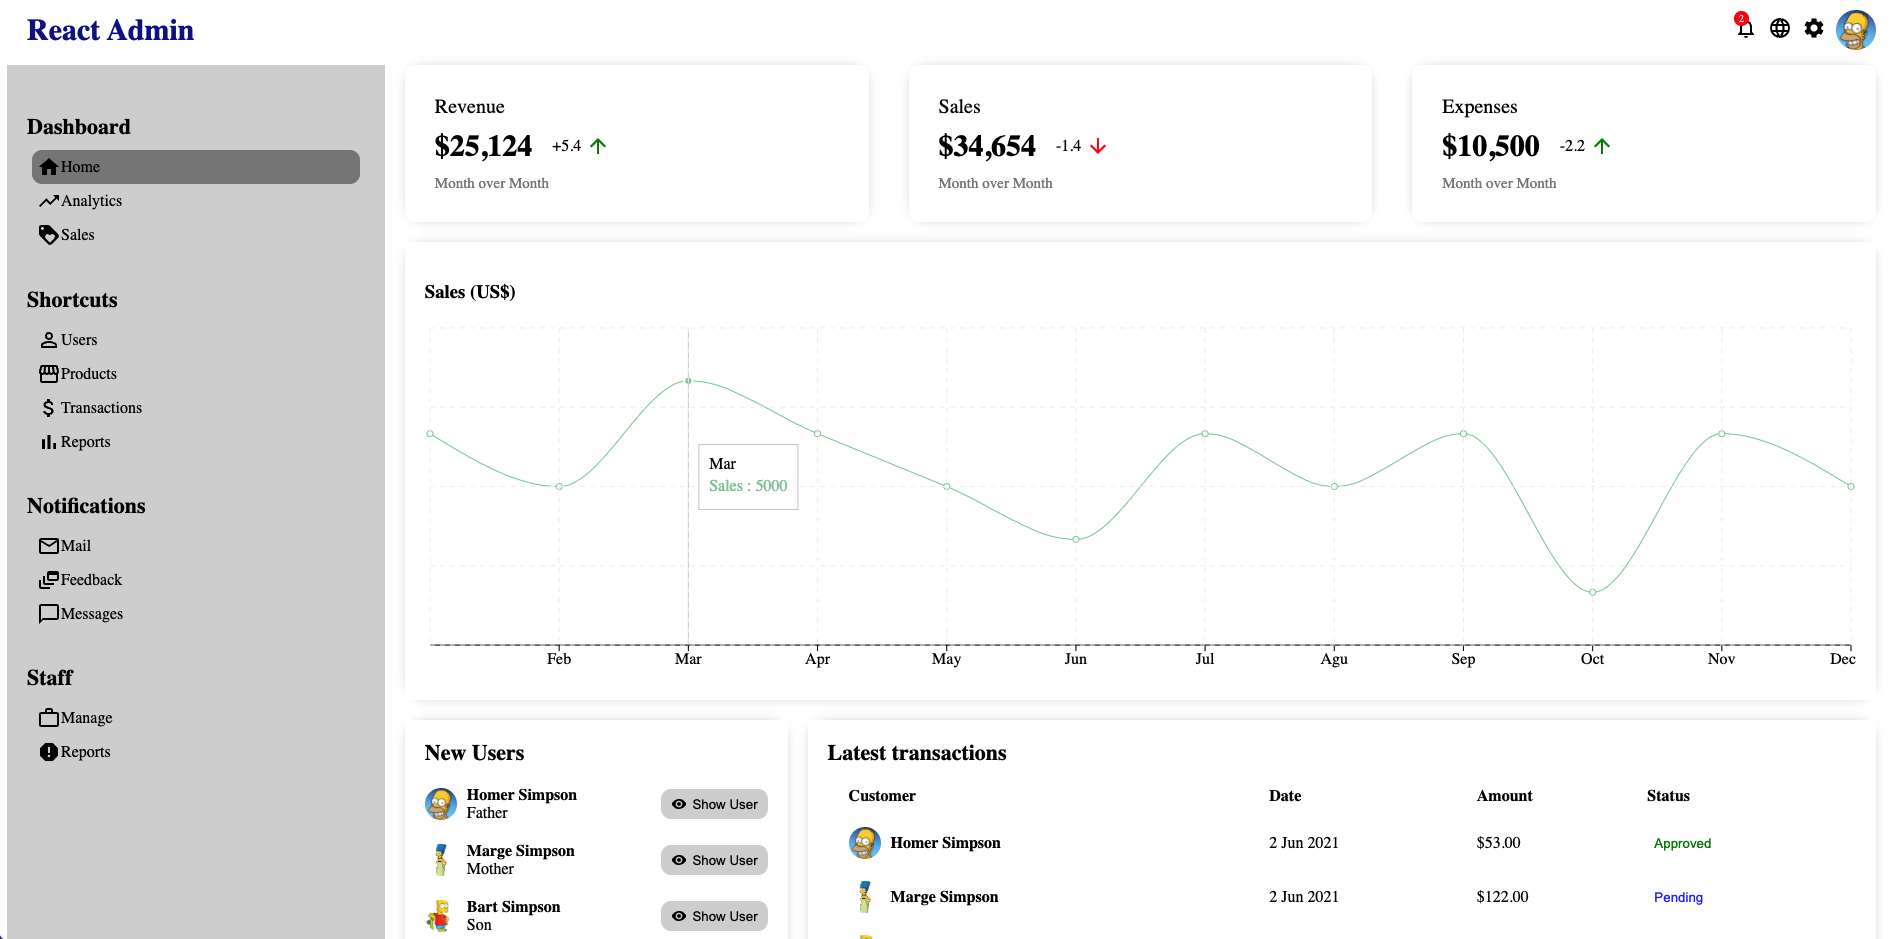 React Admin
2
Dashboard
Home
Analytics
Sales
Shortcuts
Users
Products
Transactions
Reports
Notifications
Mail
Feedback
Messages
Staff
Manage
Reports
Revenue
$25,124 +5.4
Month over Month
Sales
$34,654 -1.4
Month over Month
Expenses
$10,500 -2.2
Month over Month
Sales (US$)
Mar
Sales : 5000
Feb Mar Apr May Jun Jul Agu Sep Oct Nov Dec
New Users
Homer Simpson
Father
Show User
Marge Simpson
Mother
Show User
Bart Simpson
Son
Show User
Latest transactions
Customer Date Amount Status
Homer Simpson 2 Jun 2021 $53.00 Approved
Marge Simpson 2 Jun 2021 $122.00 Pending